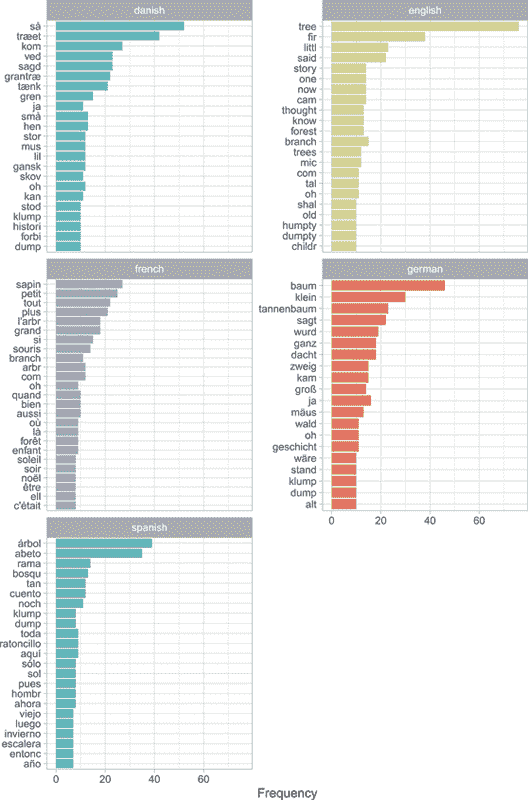 danish
så
træet
kom
ved
sagd
grantræ
tænk
gren
ja
små
hen
stor
mus
lil
gansk
skov
oh
kan
stod
klump
histori
forbi
dump
english
tree
fir
littl
said
story
one
now
cam
thought
know
forest
branch
trees
mic
com
tal
oh
shal
old
humpty
dumpty
childr
french
sapin
petit
tout
plus
l'arbr
grand
si
souris
branch
arbr
com
oh
quand
bien
aussi
où
là
forêt
enfant
soleil
soir
noël
être
ell
c'était
0 20 40 60
german
baum
klein
tannenbaum
sagt
wurd
ganz
dacht
zweig
kam
groß
ja
mäus
wald
oh
geschicht
wäre
stand
klump
dump
alt
0 20 40 60
spanish
árbol
abeto
rama
bosqu
tan
cuento
noch
klump
dump
toda
ratoncillo
aquí
sólo
sol
pues
hombr
ahora
viejo
luego
invierno
escalera
entonc
año
0 20 40 60
Frequency